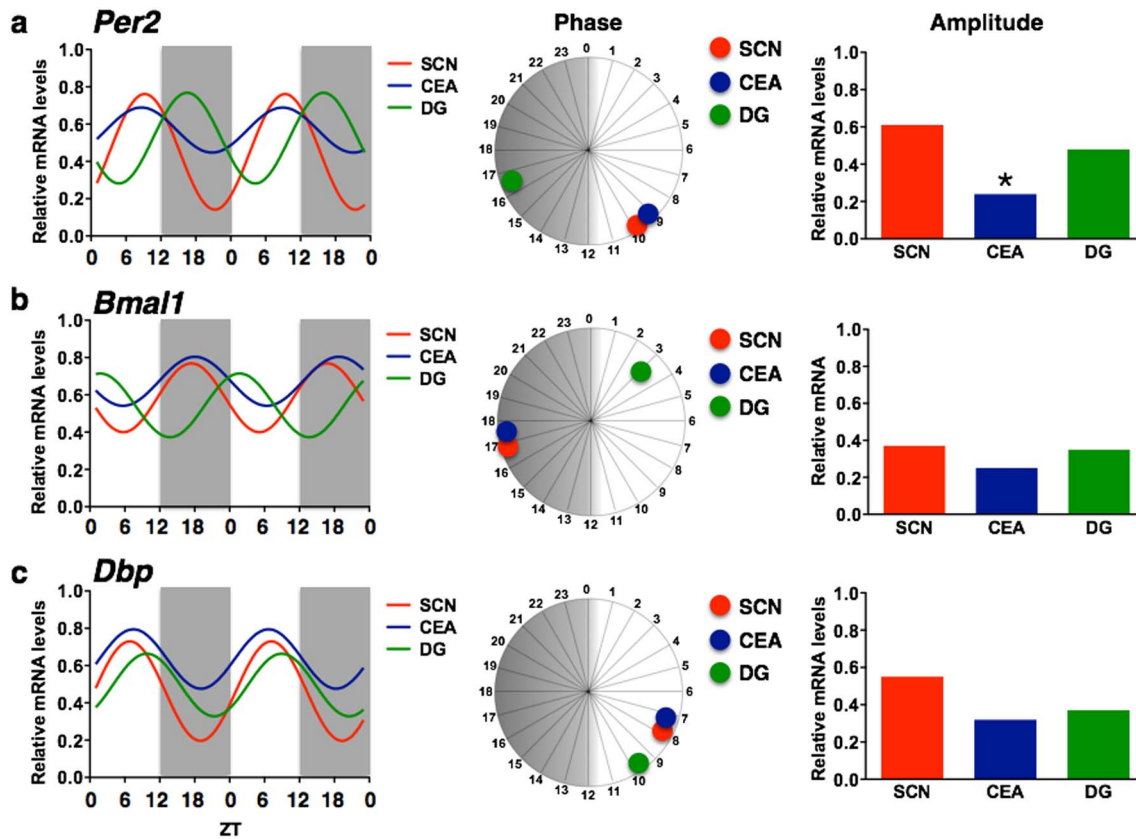 a Per2
Phase
Amplitude
Relative mRNA levels
1.0
0.8
0.6
0.4
0.2
0.0
0 6 12 18 0 6 12 18 0
SCN
CEA
DG
0 1 2 3 4 5 6 7 8 9 10 11 12 13 14 15 16 17 18 19 20 21 22 23
SCN
CEA
DG
Relative mRNA levels
1.0
0.8
0.6
0.4
0.2
0.0
*
SCN CEA DG
b Bmal1
Relative mRNA levels
1.0
0.8
0.6
0.4
0.2
0.0
0 6 12 18 0 6 12 18 0
SCN
CEA
DG
0 1 2 3 4 5 6 7 8 9 10 11 12 13 14 15 16 17 18 19 20 21 22 23
SCN
CEA
DG
Relative mRNA
1.0
0.8
0.6
0.4
0.2
0.0
SCN CEA DG
c Dbp
Relative mRNA levels
1.0
0.8
0.6
0.4
0.2
0.0
0 6 12 18 0 6 12 18 0
ZT
SCN
CEA
DG
0 1 2 3 4 5 6 7 8 9 10 11 12 13 14 15 16 17 18 19 20 21 22 23
SCN
CEA
DG
Relative mRNA levels
1.0
0.8
0.6
0.4
0.2
0.0
SCN CEA DG